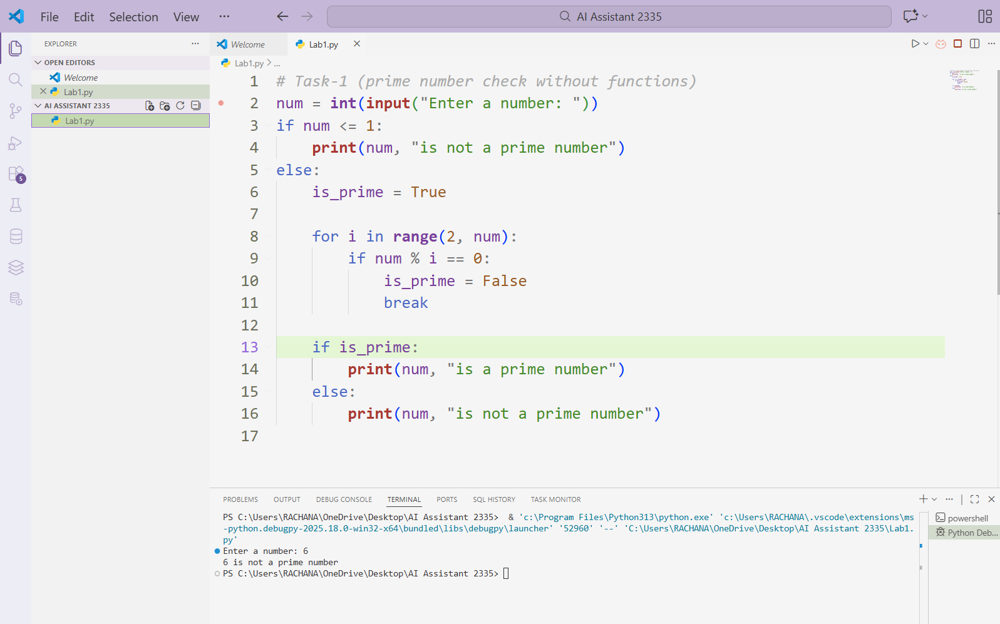 File Edit Selection View ··· AI Assistant 2335
EXPLORER ···
OPEN EDITORS
Welcome
Lab1.py
AI ASSISTANT 2335
Lab1.py
5
Welcome Lab1.py
Lab1.py > ...
1 # Task-1 (prime number check without functions)
2 num = int(input("Enter a number: "))
3 if num <= 1:
4     print(num, "is not a prime number")
5 else:
6     is_prime = True
7
8     for i in range(2, num):
9         if num % i == 0:
10             is_prime = False
11             break
12
13     if is_prime:
14         print(num, "is a prime number")
15     else:
16         print(num, "is not a prime number")
17
PROBLEMS OUTPUT DEBUG CONSOLE TERMINAL PORTS SQL HISTORY TASK MONITOR
PS C:\Users\RACHANA\OneDrive\Desktop\AI Assistant 2335>  & 'c:\Program Files\Python313\python.exe' 'c:\Users\RACHANA\.vscode\extensions\ms
-python.debugpy-2025.18.0-win32-x64\bundled\libs\debugpy\launcher' '52960' '--' 'C:\Users\RACHANA\OneDrive\Desktop\AI Assistant 2335\Lab1.
py'
Enter a number: 6
6 is not a prime number
PS C:\Users\RACHANA\OneDrive\Desktop\AI Assistant 2335>
powershell
Python Deb...